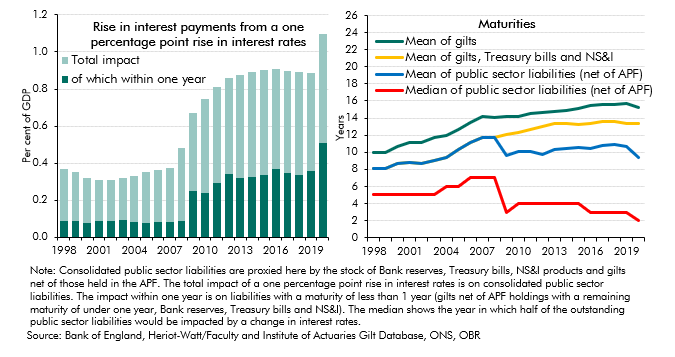 Rise in interest payments from a one
percentage point rise in interest rates
Total impact
of which within one year
Per cent of GDP
1.2
1.0
0.8
0.6
0.4
0.2
0.0
1998 2001 2004 2007 2010 2013 2016 2019
Maturities
Mean of gilts
Mean of gilts, Treasury bills and NS&I
Mean of public sector liabilities (net of APF)
Median of public sector liabilities (net of APF)
Years
26
24
22
20
18
16
14
12
10
8
6
4
2
0
1998 2001 2004 2007 2010 2013 2016 2019
Note: Consolidated public sector liabilities are proxied here by the stock of Bank reserves, Treasury bills, NS&I products and gilts
net of those held in the APF. The total impact of a one percentage point rise in interest rates is on consolidated public sector
liabilities. The impact within one year is on liabilities with a maturity of less than 1 year (gilts net of APF holdings with a remaining
maturity of under one year, Bank reserves, Treasury bills and NS&I). The median shows the year in which half of the outstanding
public sector liabilities would be impacted by a change in interest rates.
Source: Bank of England, Heriot-Watt/Faculty and Institute of Actuaries Gilt Database, ONS, OBR